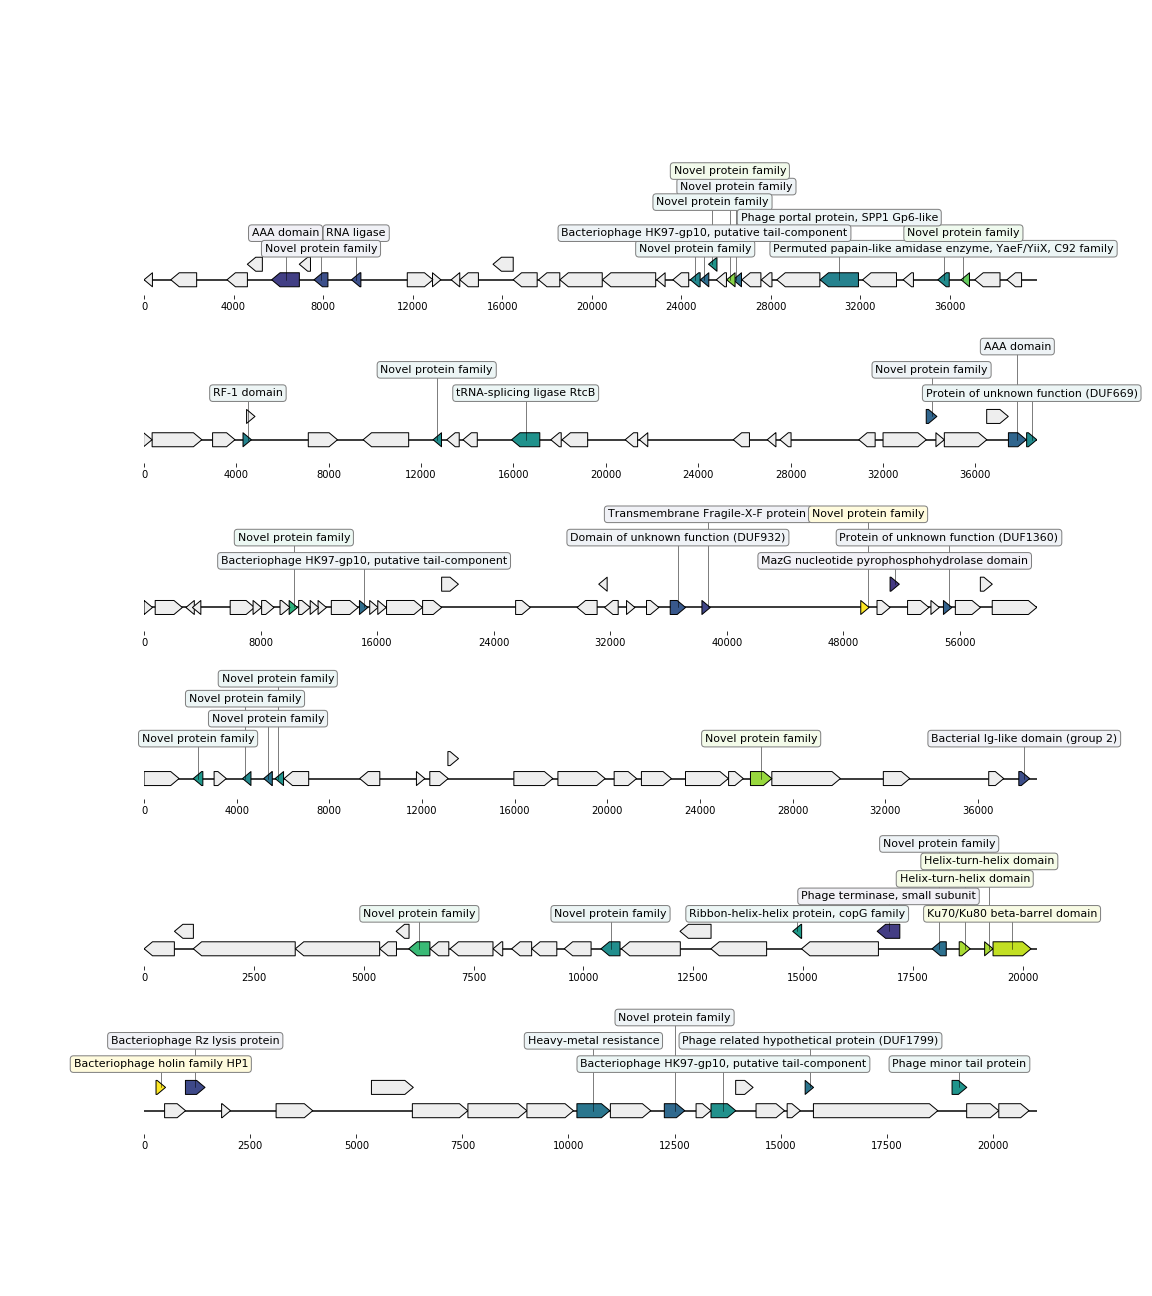 Novel protein family
Novel protein family
Novel protein family
Phage portal protein, SPP1 Gp6-like
AAA domain RNA ligase Bacteriophage HK97-gp10, putative tail-component Novel protein family
Novel protein family Novel protein family Permuted papain-like amidase enzyme, YaeF/YiiX, C92 family
0 4000 8000 12000 16000 20000 24000 28000 32000 36000
AAA domain
Novel protein family Novel protein family
RF-1 domain tRNA-splicing ligase RtcB Protein of unknown function (DUF669)
0 4000 8000 12000 16000 20000 24000 28000 32000 36000
Transmembrane Fragile-X-F protein Novel protein family
Novel protein family Domain of unknown function (DUF932) Protein of unknown function (DUF1360)
Bacteriophage HK97-gp10, putative tail-component MazG nucleotide pyrophosphohydrolase domain
0 8000 16000 24000 32000 40000 48000 56000
Novel protein family
Novel protein family
Novel protein family
Novel protein family Novel protein family Bacterial Ig-like domain (group 2)
0 4000 8000 12000 16000 20000 24000 28000 32000 36000
Novel protein family
Helix-turn-helix domain
Helix-turn-helix domain
Phage terminase, small subunit
Novel protein family Novel protein family Ribbon-helix-helix protein, copG family Ku70/Ku80 beta-barrel domain
0 2500 5000 7500 10000 12500 15000 17500 20000
Novel protein family
Bacteriophage Rz lysis protein Heavy-metal resistance Phage related hypothetical protein (DUF1799)
Bacteriophage holin family HP1 Bacteriophage HK97-gp10, putative tail-component Phage minor tail protein
0 2500 5000 7500 10000 12500 15000 17500 20000